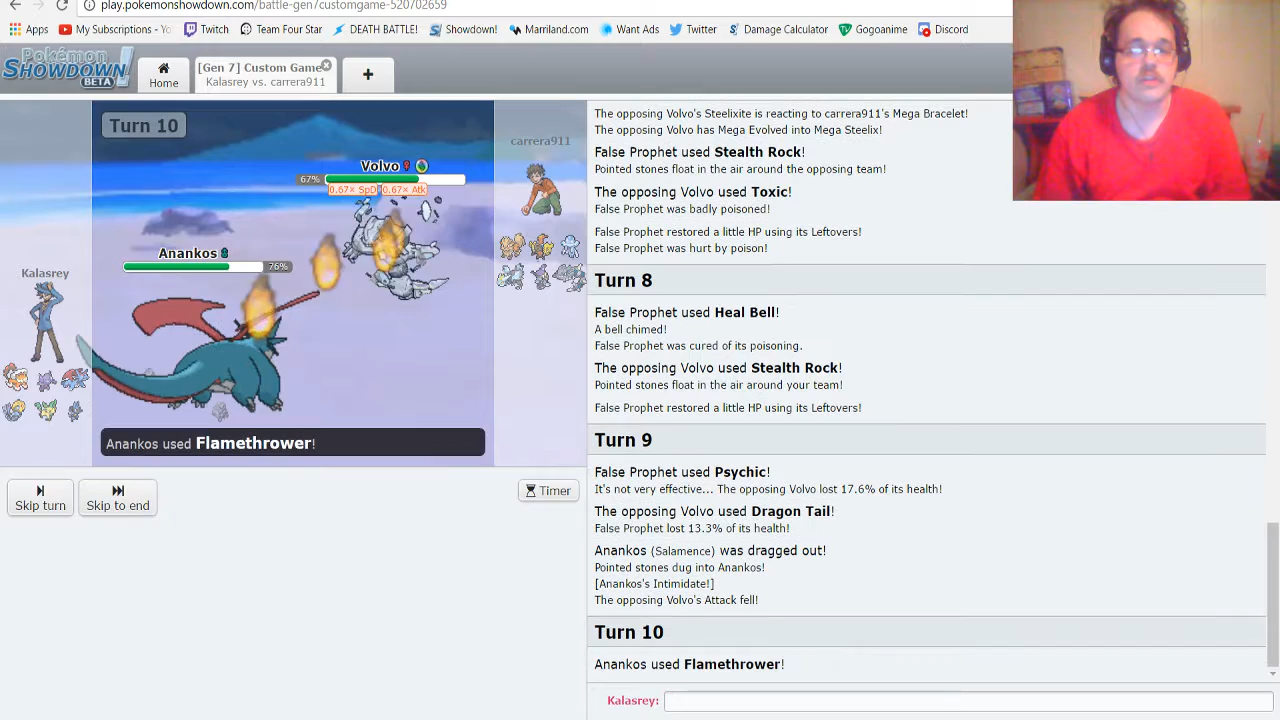 play.pokemonshowdown.com/battle-gen7/customgame-520702659
Apps My Subscriptions - Yo Twitch Team Four Star DEATH BATTLE! Showdown! Marriland.com Want Ads Twitter Damage Calculator Gogoanime Discord
Pokémon
SHOWDOWN!
BETA
Home
[Gen 7] Custom Game
Kalasrey vs. carrera911
+
Turn 10
Volvo
67%
0.67× SpD 0.67× Atk
Anankos
76%
Kalasrey
carrera911
Anankos used Flamethrower!
Skip turn
Skip to end
Timer
The opposing Volvo's Steelixite is reacting to carrera911's Mega Bracelet!
The opposing Volvo has Mega Evolved into Mega Steelix!
False Prophet used Stealth Rock!
Pointed stones float in the air around the opposing team!
The opposing Volvo used Toxic!
False Prophet was badly poisoned!
False Prophet restored a little HP using its Leftovers!
False Prophet was hurt by poison!
Turn 8
False Prophet used Heal Bell!
A bell chimed!
False Prophet was cured of its poisoning.
The opposing Volvo used Stealth Rock!
Pointed stones float in the air around your team!
False Prophet restored a little HP using its Leftovers!
Turn 9
False Prophet used Psychic!
It's not very effective... The opposing Volvo lost 17.6% of its health!
The opposing Volvo used Dragon Tail!
False Prophet lost 13.3% of its health!
Anankos (Salamence) was dragged out!
Pointed stones dug into Anankos!
[Anankos's Intimidate!]
The opposing Volvo's Attack fell!
Turn 10
Anankos used Flamethrower!
Kalasrey: